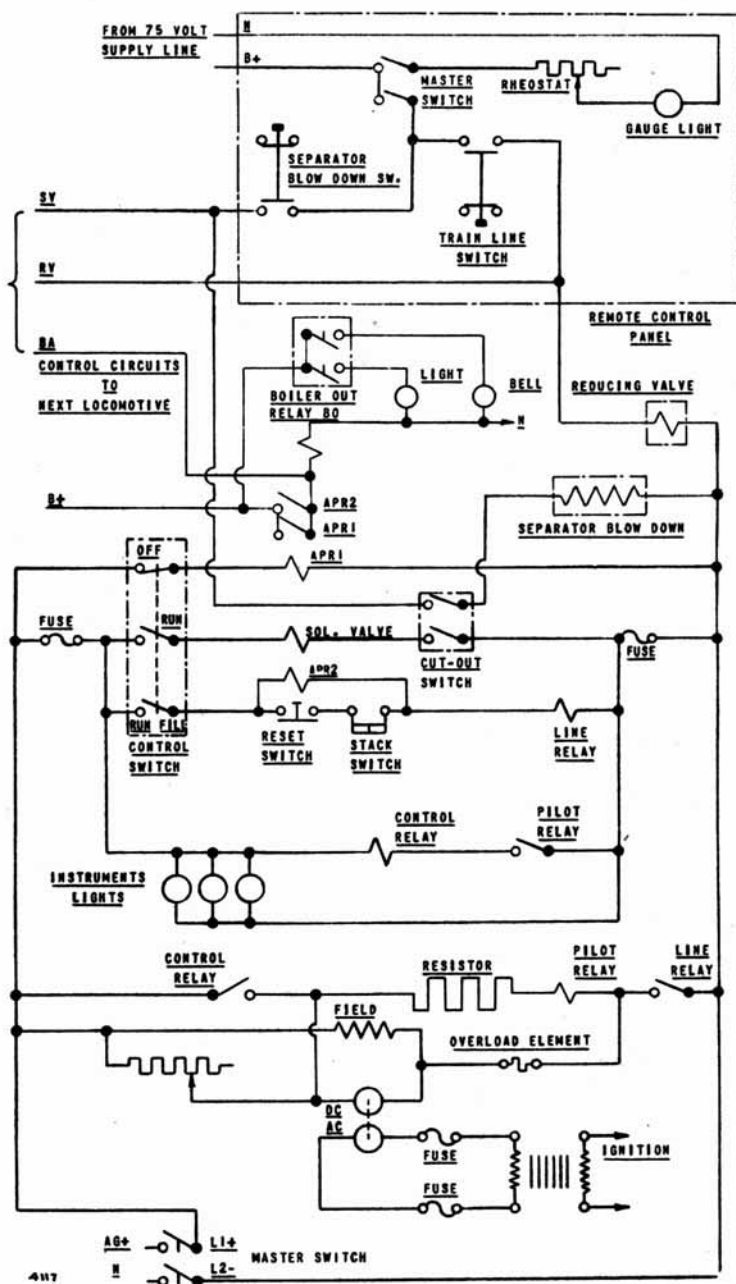 N
FROM 75 VOLT
SUPPLY LINE
B+
MASTER
SWITCH
RHEOSTAT
GAUGE LIGHT
SEPARATOR
BLOW DOWN SW.
SY
TRAIN LINE
SWITCH
RV
REMOTE CONTROL
PANEL
BA
CONTROL CIRCUITS
TO
NEXT LOCOMOTIVE
LIGHT
BELL
BOILER OUT
RELAY BO
N
REDUCING VALVE
B+
APR2
APR1
SEPARATOR BLOW DOWN
OFF
APR1
FUSE
RUN
SOL. VALVE
FUSE
CUT-OUT
SWITCH
APR2
RUN FILL
CONTROL
SWITCH
RESET
SWITCH
STACK
SWITCH
LINE
RELAY
CONTROL
RELAY
PILOT
RELAY
INSTRUMENTS
LIGHTS
CONTROL
RELAY
RESISTOR
PILOT
RELAY
LINE
RELAY
FIELD
OVERLOAD ELEMENT
DC
AC
FUSE
IGNITION
FUSE
AG+
L1+
MASTER SWITCH
N
L2-
4117